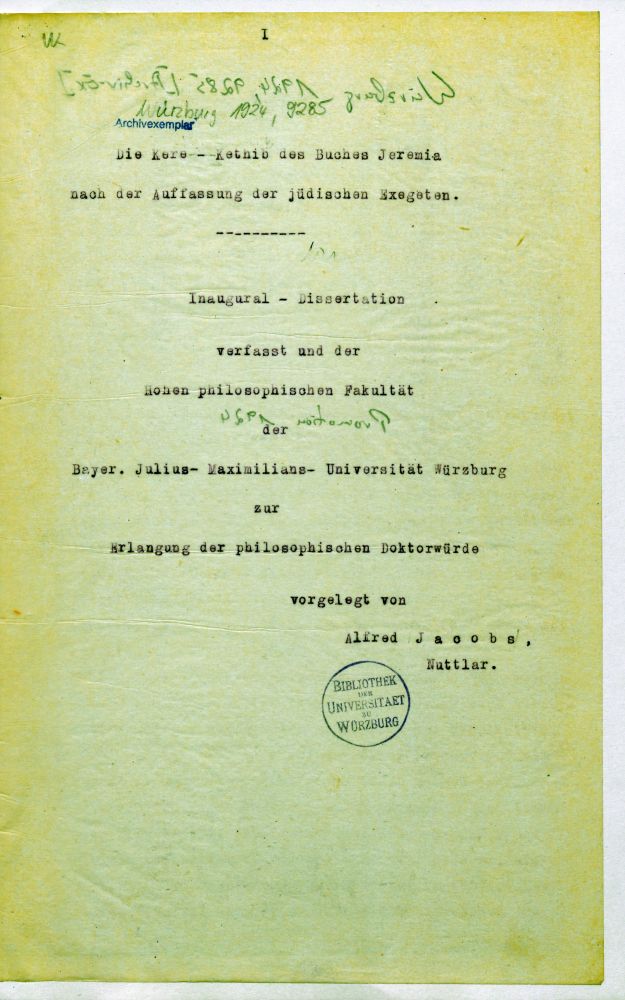 I
Würzburg 1924, 9285 [Archiv-Ex]
Würzburg 1924, 9285
Archivexemplar
Die Kere - Kethib des Buches Jeremia
nach der Auffassung der jüdischen Exegeten.
----------
Inaugural - Dissertation
verfasst und der
Hohen philosophischen Fakultät
Promotion 1924
der
Bayer. Julius- Maximilians- Universität Würzburg
zur
Erlangung der philosophischen Doktorwürde
vorgelegt von
Alfred J a c o b s ,
Nuttlar.
BIBLIOTHEK
DER
UNIVERSITAET
ZU
WÜRZBURG